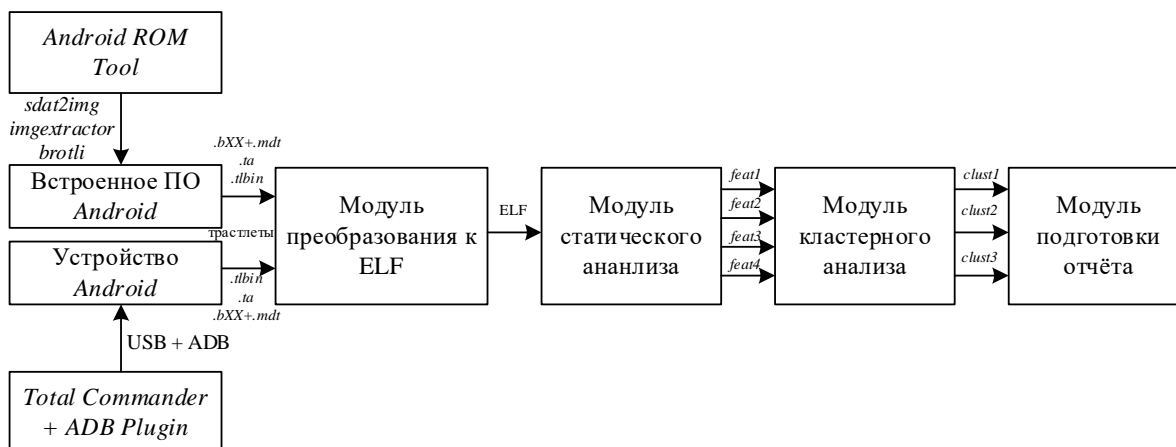 Android ROM
Tool
sdat2img
imgextractor
brotli
Встроенное ПО
Android
.bXX+.mdt
.ta
.tlbin
трастлеты
Устройство
Android
.tlbin
.ta
.bXX+.mdt
USB + ADB
Total Commander
+ ADB Plugin
Модуль
преобразования к
ELF
ELF
Модуль
статического
ананлиза
feat1
feat2
feat3
feat4
Модуль
кластерного
анализа
clust1
clust2
clust3
Модуль
подготовки
отчёта